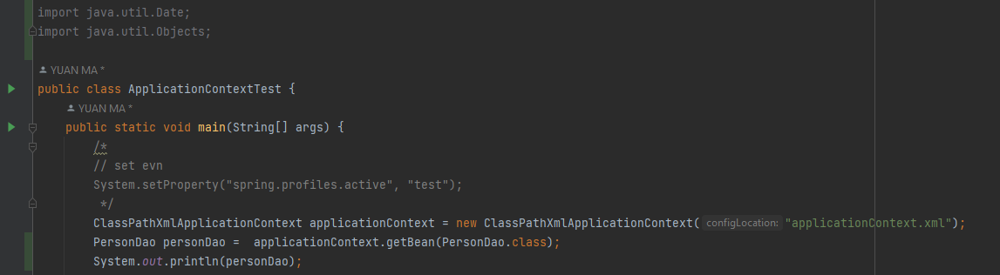 import java.util.Date;
import java.util.Objects;
YUAN MA *
public class ApplicationContextTest {
YUAN MA *
public static void main(String[] args) {
/*
// set evn
System.setProperty("spring.profiles.active", "test");
*/
ClassPathXmlApplicationContext applicationContext = new ClassPathXmlApplicationContext( configLocation: "applicationContext.xml");
PersonDao personDao =  applicationContext.getBean(PersonDao.class);
System.out.println(personDao);